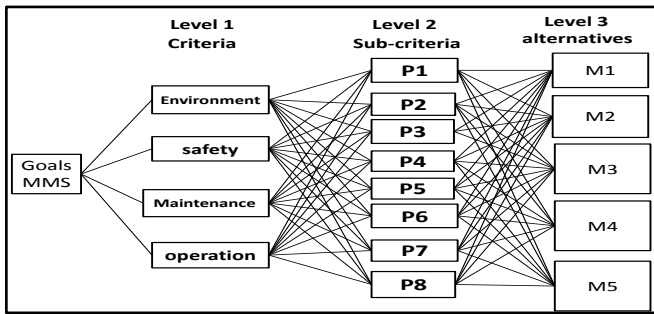 Level 1
Criteria
Level 2
Sub-criteria
Level 3
alternatives
Goals
MMS
Environment
safety
Maintenance
operation
P1
P2
P3
P4
P5
P6
P7
P8
M1
M2
M3
M4
M5